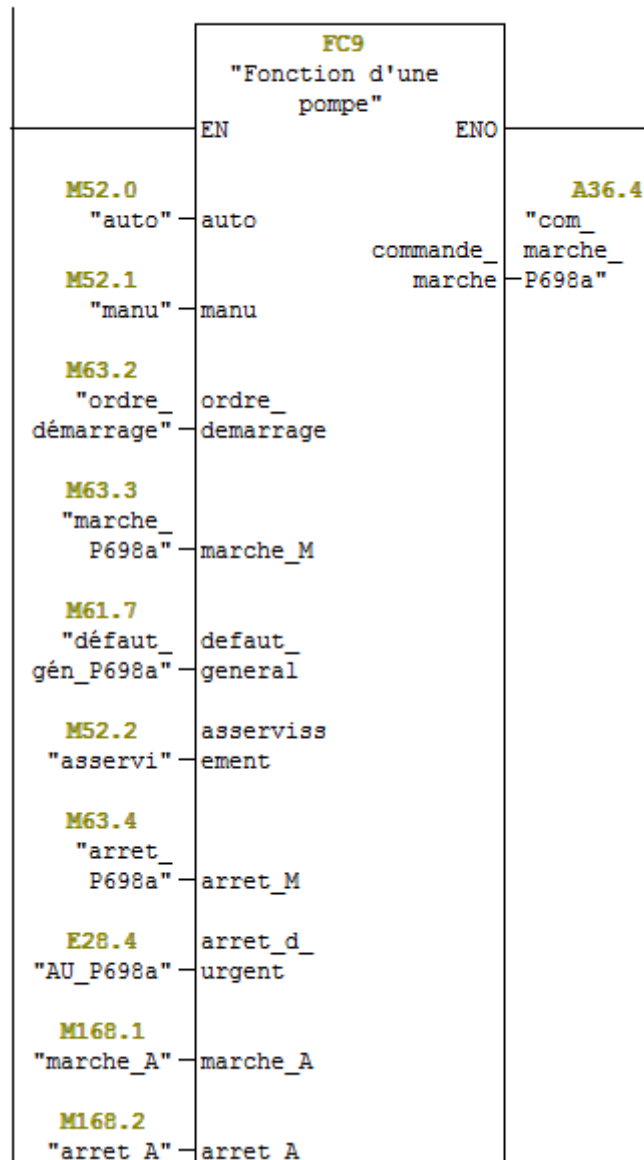 FC9
"Fonction d'une
pompe"
EN ENO
M52.0 A36.4
"auto" auto "com_
commande_ marche_
M52.1 marche P698a"
"manu" manu
M63.2
"ordre_ ordre_
démarrage" demarrage
M63.3
"marche_
P698a" marche_M
M61.7
"défaut_ defaut_
gén_P698a" general
M52.2 asserviss
"asservi" ement
M63.4
"arret_
P698a" arret_M
E28.4 arret_d_
"AU_P698a" urgent
M168.1
"marche_A" marche_A
M168.2
"arret_A" arret_A